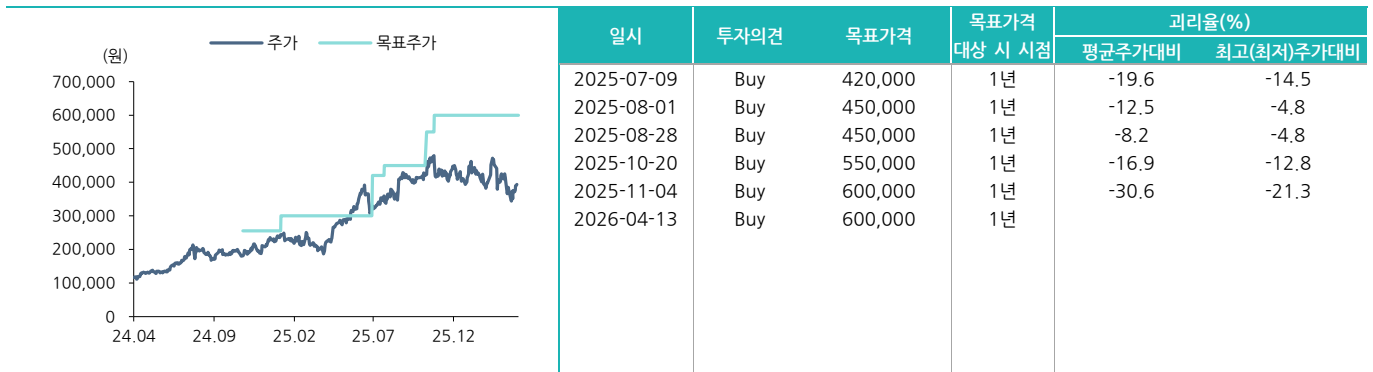 주가 목표주가
(원)
700,000
600,000
500,000
400,000
300,000
200,000
100,000
0
24.04 24.09 25.02 25.07 25.12
일시 투자의견 목표가격 목표가격 대상 시 시점 괴리율(%)
평균주가대비 최고(최저)주가대비
2025-07-09 Buy 420,000 1년 -19.6 -14.5
2025-08-01 Buy 450,000 1년 -12.5 -4.8
2025-08-28 Buy 450,000 1년 -8.2 -4.8
2025-10-20 Buy 550,000 1년 -16.9 -12.8
2025-11-04 Buy 600,000 1년 -30.6 -21.3
2026-04-13 Buy 600,000 1년